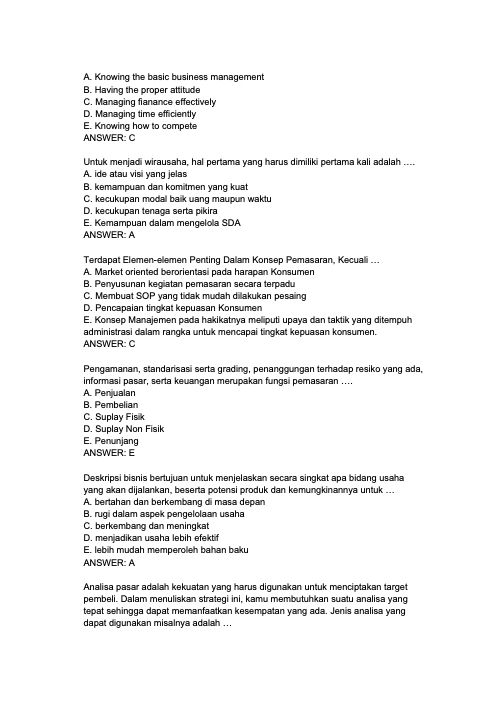 A. Knowing the basic business management
B. Having the proper attitude
C. Managing fianance effectively
D. Managing time efficiently
E. Knowing how to compete
ANSWER: C
Untuk menjadi wirausaha, hal pertama yang harus dimiliki pertama kali adalah ….
A. ide atau visi yang jelas
B. kemampuan dan komitmen yang kuat
C. kecukupan modal baik uang maupun waktu
D. kecukupan tenaga serta pikira
E. Kemampuan dalam mengelola SDA
ANSWER: A
Terdapat Elemen-elemen Penting Dalam Konsep Pemasaran, Kecuali …
A. Market oriented berorientasi pada harapan Konsumen
B. Penyusunan kegiatan pemasaran secara terpadu
C. Membuat SOP yang tidak mudah dilakukan pesaing
D. Pencapaian tingkat kepuasan Konsumen
E. Konsep Manajemen pada hakikatnya meliputi upaya dan taktik yang ditempuh
administrasi dalam rangka untuk mencapai tingkat kepuasan konsumen.
ANSWER: C
Pengamanan, standarisasi serta grading, penanggungan terhadap resiko yang ada,
informasi pasar, serta keuangan merupakan fungsi pemasaran ….
A. Penjualan
B. Pembelian
C. Suplay Fisik
D. Suplay Non Fisik
E. Penunjang
ANSWER: E
Deskripsi bisnis bertujuan untuk menjelaskan secara singkat apa bidang usaha
yang akan dijalankan, beserta potensi produk dan kemungkinannya untuk …
A. bertahan dan berkembang di masa depan
B. rugi dalam aspek pengelolaan usaha
C. berkembang dan meningkat
D. menjadikan usaha lebih efektif
E. lebih mudah memperoleh bahan baku
ANSWER: A
Analisa pasar adalah kekuatan yang harus digunakan untuk menciptakan target
pembeli. Dalam menuliskan strategi ini, kamu membutuhkan suatu analisa yang
tepat sehingga dapat memanfaatkan kesempatan yang ada. Jenis analisa yang
dapat digunakan misalnya adalah …